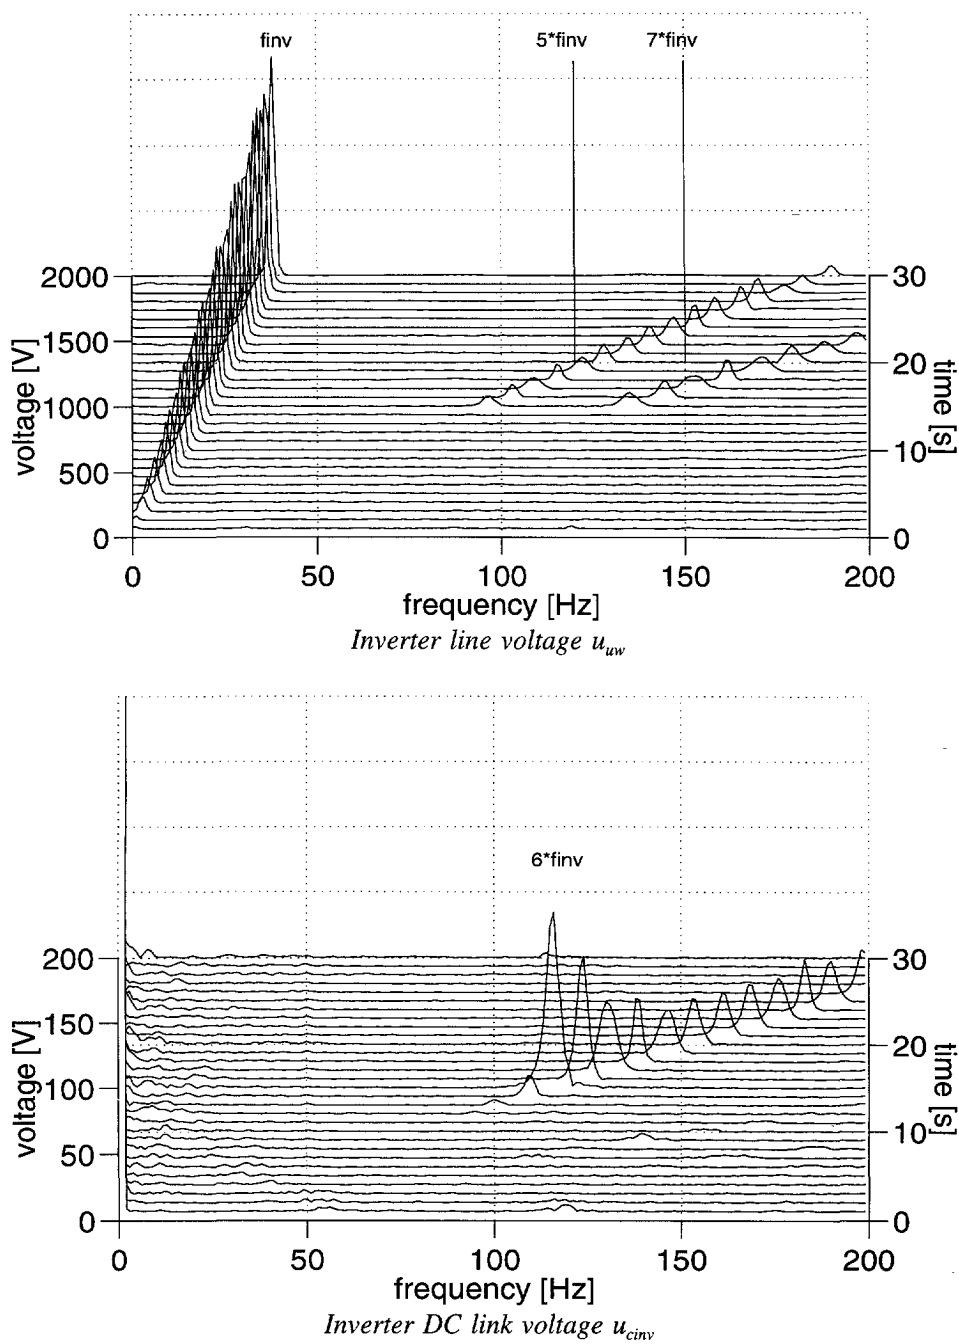 finv 5*finv 7*finv
2000 30
1500 20
1000
500 10
0 0
voltage [V]
time [s]
0 50 100 150 200
frequency [Hz]
Inverter line voltage u_uw
6*finv
200 30
150 20
100
50 10
0 0
voltage [V]
time [s]
0 50 100 150 200
frequency [Hz]
Inverter DC link voltage u_cinv